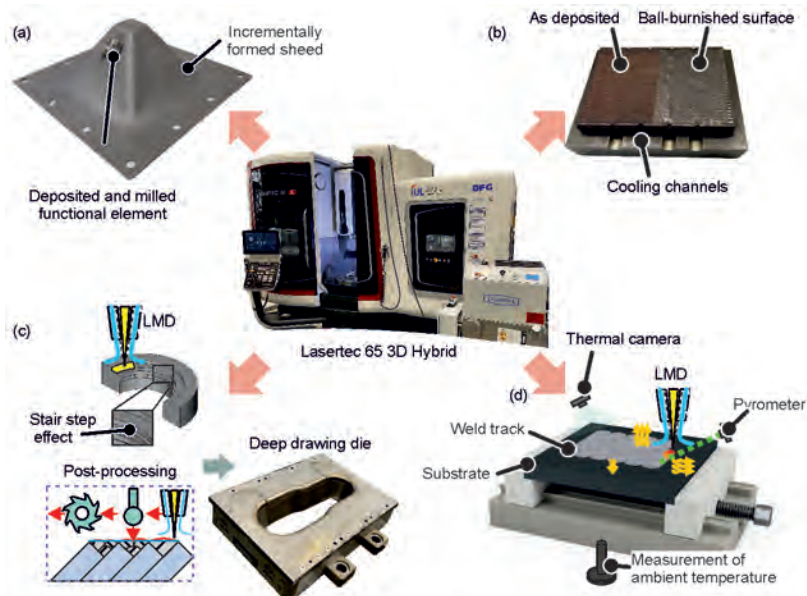 (a)
Incrementally
formed sheed
Deposited and milled
functional element
(b)
As deposited
Ball-burnished surface
Cooling channels
Lasertec 65 3D Hybrid
(c)
LMD
Stair step
effect
Post-processing
Deep drawing die
(d)
Thermal camera
LMD
Pyrometer
Weld track
Substrate
Measurement of
ambient temperature